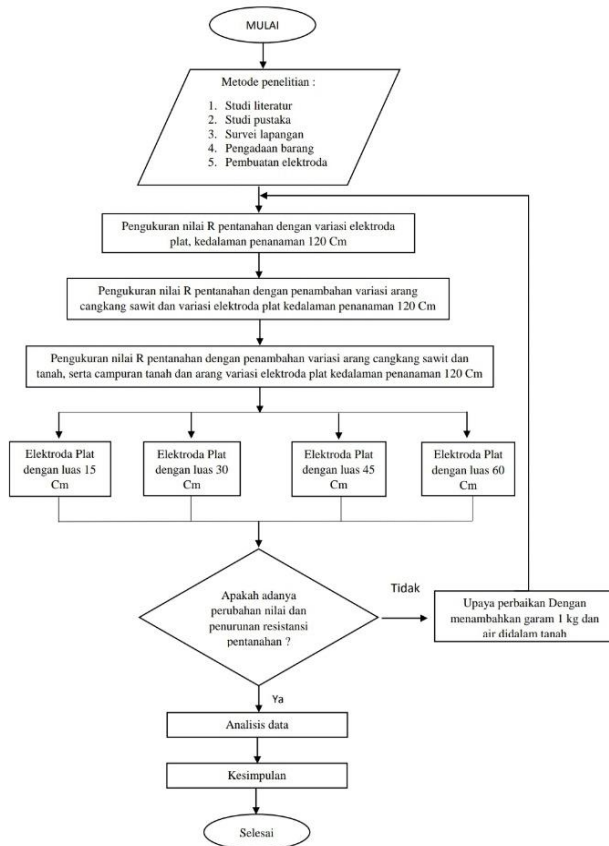 MULAI
Metode penelitian :
1. Studi literatur
2. Studi pustaka
3. Survei lapangan
4. Pengadaan barang
5. Pembuatan elektroda
Pengukuran nilai R pentanahan dengan variasi elektroda
plat, kedalaman penanaman 120 Cm
Pengukuran nilai R pentanahan dengan penambahan variasi arang
cangkang sawit dan variasi elektroda plat kedalaman penanaman 120 Cm
Pengukuran nilai R pentanahan dengan penambahan variasi arang cangkang sawit dan
tanah, serta campuran tanah dan arang variasi elektroda plat kedalaman penanaman 120 Cm
Elektroda Plat
dengan luas 15
Cm
Elektroda Plat
dengan luas 30
Cm
Elektroda Plat
dengan luas 45
Cm
Elektroda Plat
dengan luas 60
Cm
Apakah adanya
perubahan nilai dan
penurunan resistansi
pentanahan ?
Tidak
Upaya perbaikan Dengan
menambahkan garam 1 kg dan
air didalam tanah
Ya
Analisis data
Kesimpulan
Selesai